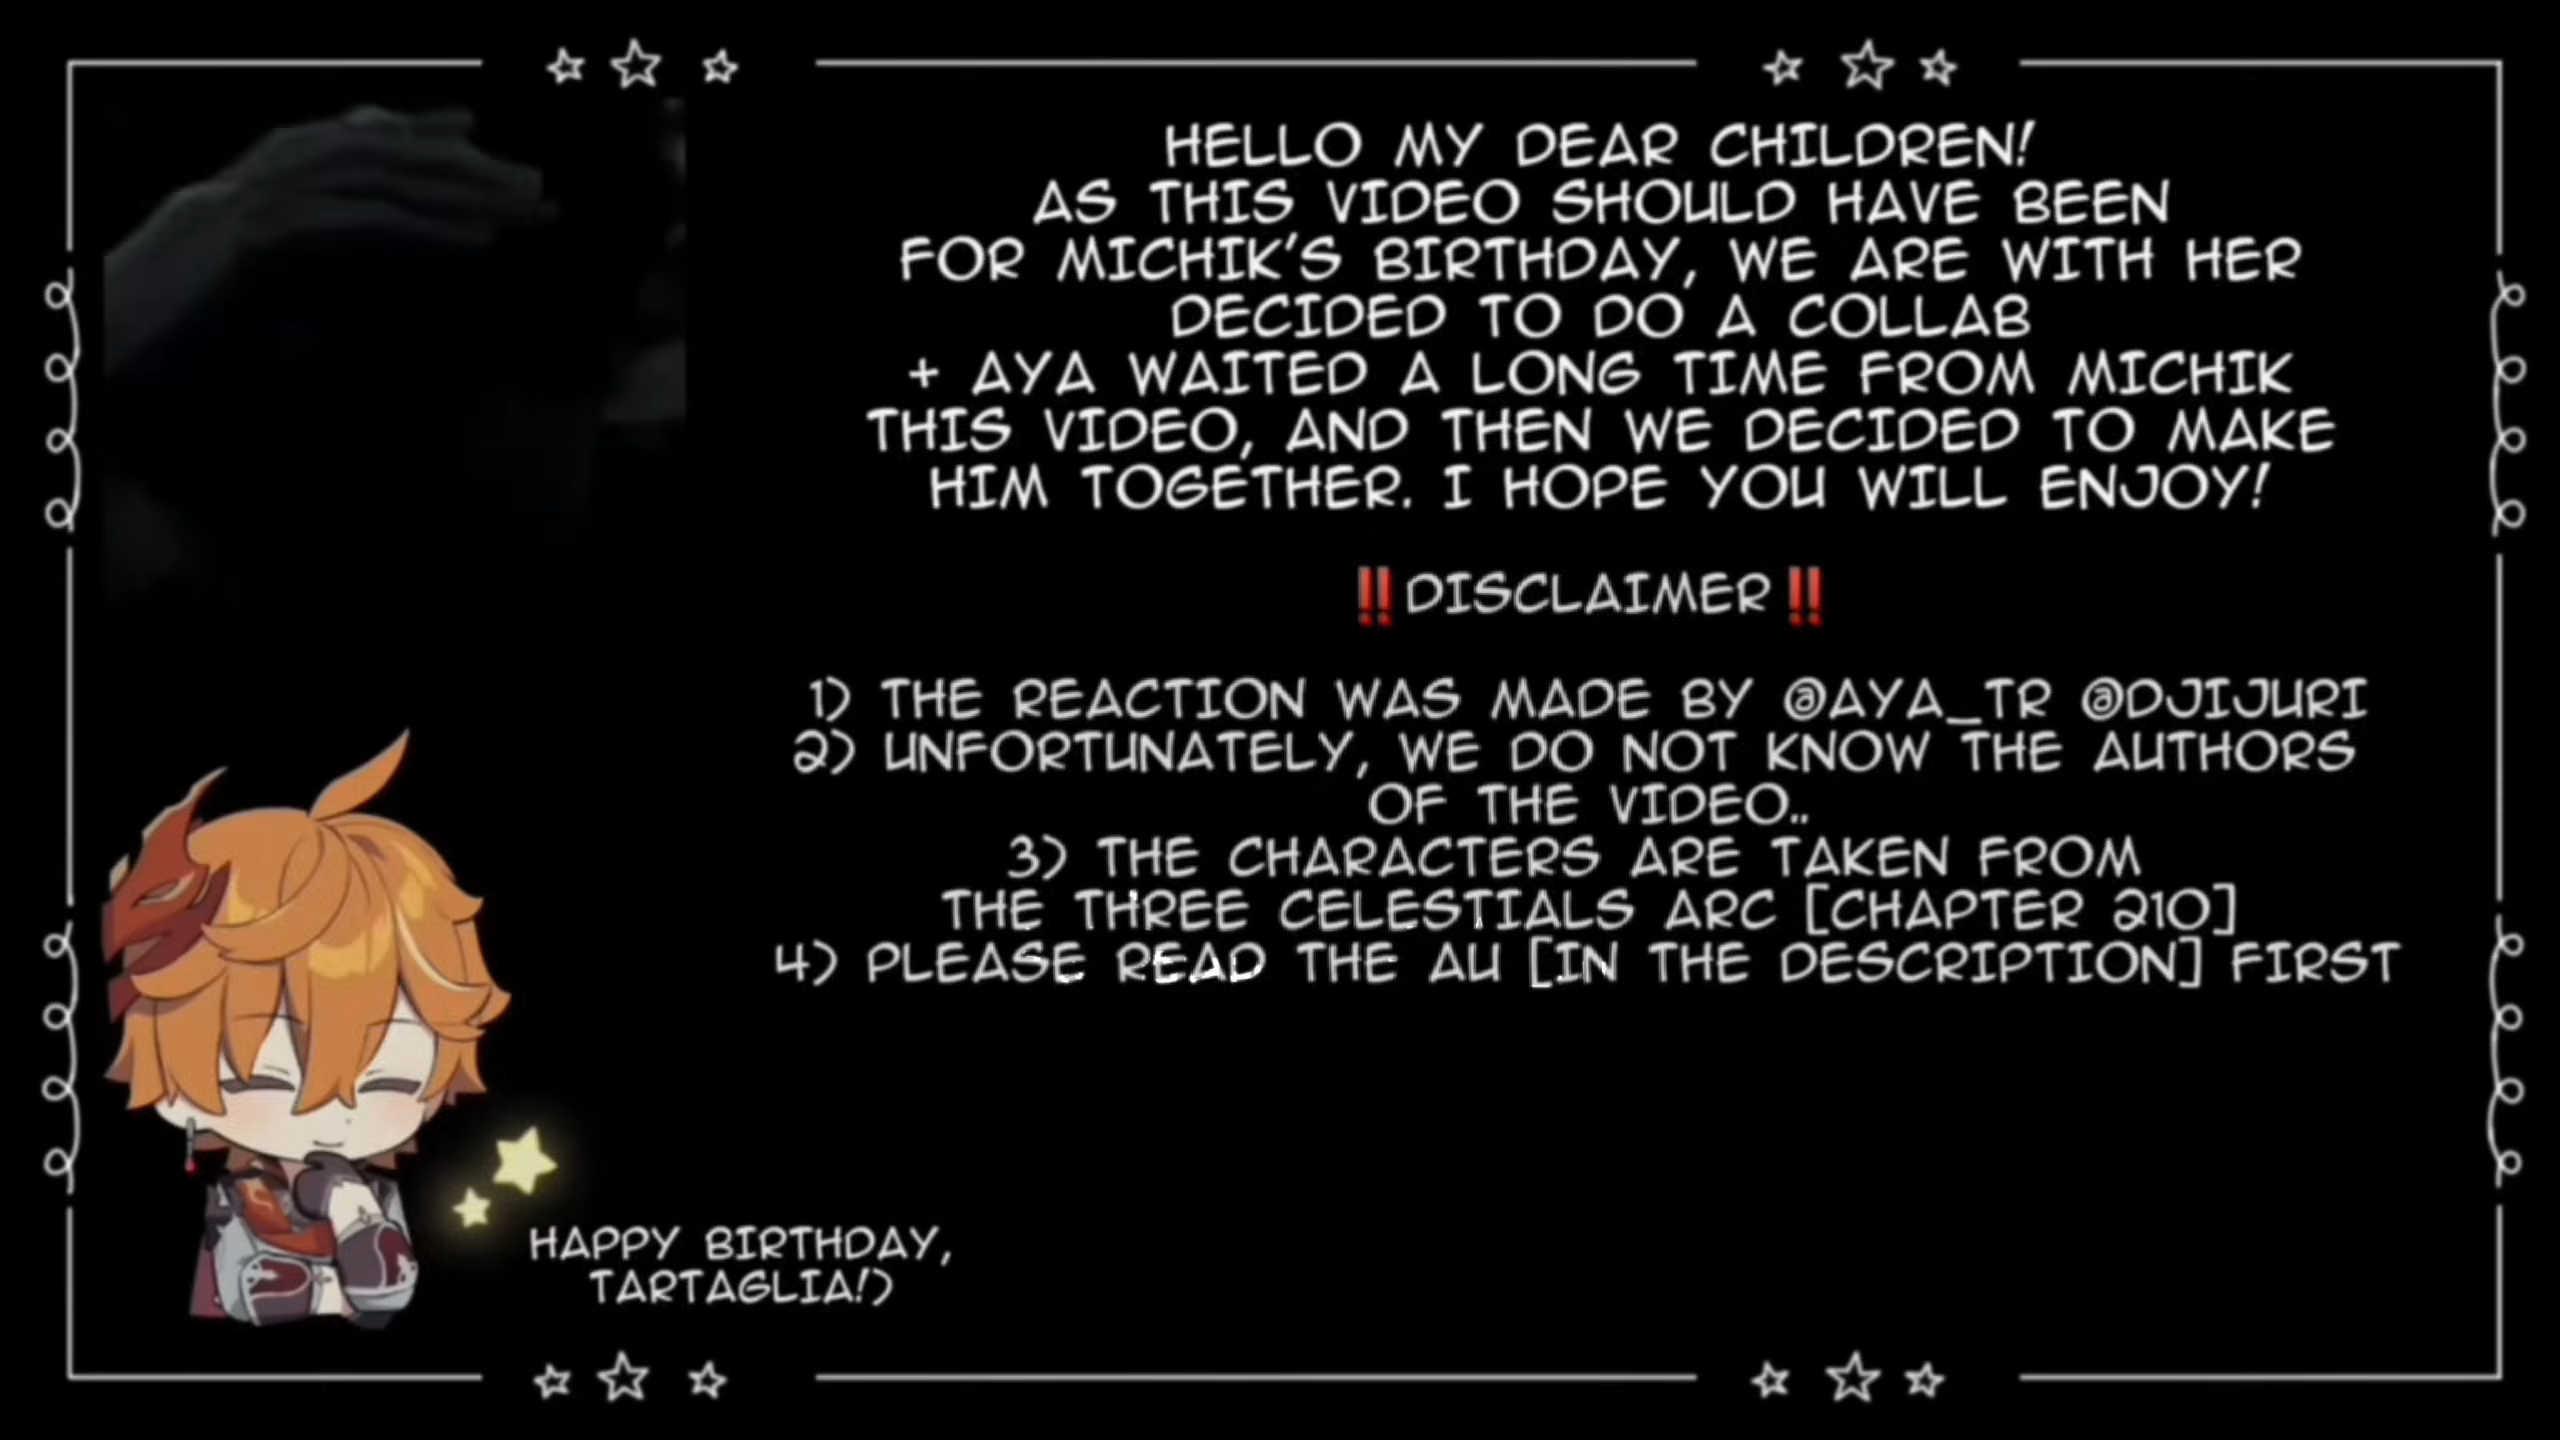 HELLO MY DEAR CHILDREN!
AS THIS VIDEO SHOULD HAVE BEEN
FOR MICHIK'S BIRTHDAY, WE ARE WITH HER
DECIDED TO DO A COLLAB
+ AYA WAITED A LONG TIME FROM MICHIK
THIS VIDEO, AND THEN WE DECIDED TO MAKE
HIM TOGETHER. I HOPE YOU WILL ENJOY!
‼️DISCLAIMER‼️
1) THE REACTION WAS MADE BY @AYA_TR @DJIJURI
2) UNFORTUNATELY, WE DO NOT KNOW THE AUTHORS
OF THE VIDEO..
3) THE CHARACTERS ARE TAKEN FROM
THE THREE CELESTIALS ARC [CHAPTER 210]
4) PLEASE READ THE AU [IN THE DESCRIPTION] FIRST
HAPPY BIRTHDAY,
TARTAGLIA!)